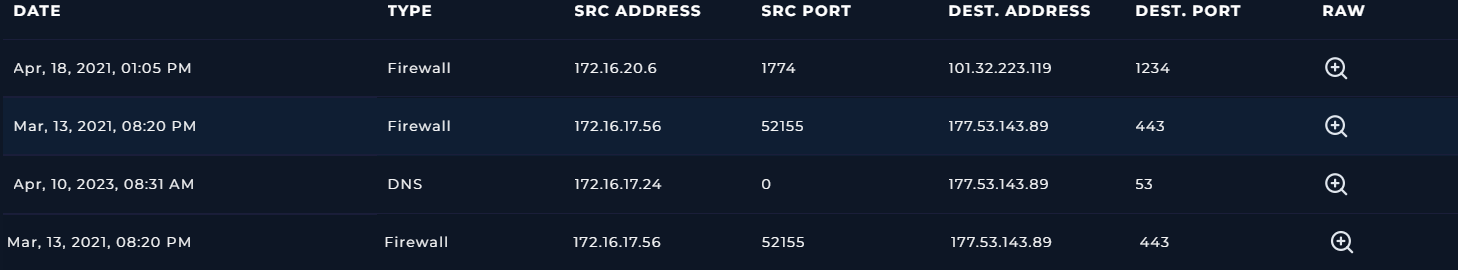 DATE TYPE SRC ADDRESS SRC PORT DEST. ADDRESS DEST. PORT RAW
Apr, 18, 2021, 01:05 PM Firewall 172.16.20.6 1774 101.32.223.119 1234
Mar, 13, 2021, 08:20 PM Firewall 172.16.17.56 52155 177.53.143.89 443
Apr, 10, 2023, 08:31 AM DNS 172.16.17.24 0 177.53.143.89 53
Mar, 13, 2021, 08:20 PM Firewall 172.16.17.56 52155 177.53.143.89 443